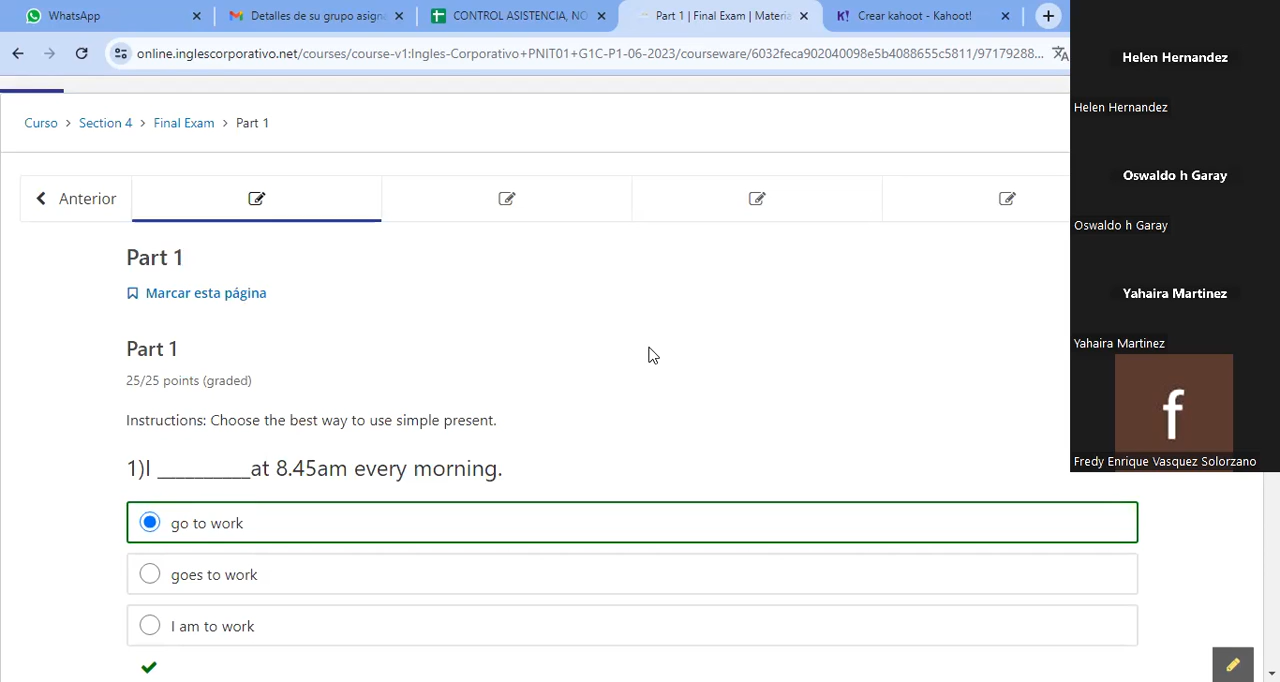 WhatsApp
Detalles de su grupo asigna
CONTROL ASISTENCIA, NO
Part 1 | Final Exam | Materia
K! Crear kahoot - Kahoot!
online.inglescorporativo.net/courses/course-v1:Ingles-Corporativo+PNIT01+G1C-P1-06-2023/courseware/6032feca902040098e5b4088655c5811/97179288...
Curso > Section 4 > Final Exam > Part 1
Anterior
Part 1
Marcar esta página
Part 1
25/25 points (graded)
Instructions: Choose the best way to use simple present.
1)I __________at 8.45am every morning.
go to work
goes to work
I am to work
Helen Hernandez
Helen Hernandez
Oswaldo h Garay
Oswaldo h Garay
Yahaira Martinez
Yahaira Martinez
f
Fredy Enrique Vasquez Solorzano